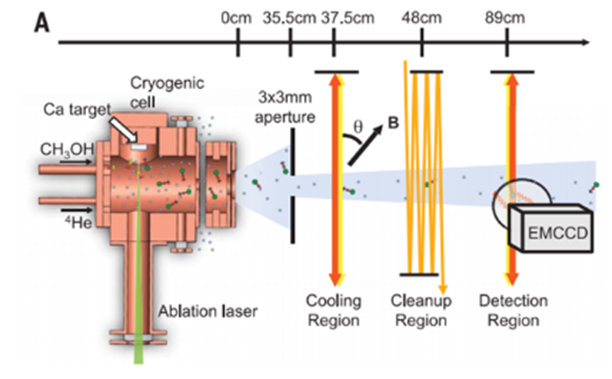 A
0cm 35.5cm 37.5cm 48cm 89cm
Cryogenic
cell
Ca target
3x3mm
aperture
CH₃OH
⁴He
θ
B
EMCCD
Ablation laser
Cooling
Region
Cleanup
Region
Detection
Region